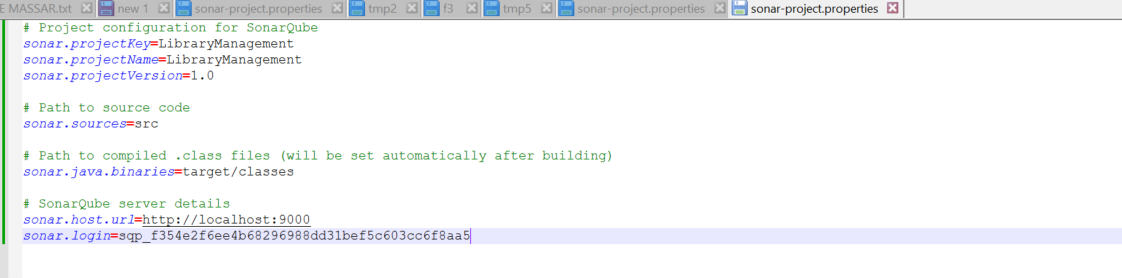 E MASSAR.txt new 1 sonar-project.properties tmp2 f3 tmp5 sonar-project.properties sonar-project.properties
# Project configuration for SonarQube
sonar.projectKey=LibraryManagement
sonar.projectName=LibraryManagement
sonar.projectVersion=1.0
# Path to source code
sonar.sources=src
# Path to compiled .class files (will be set automatically after building)
sonar.java.binaries=target/classes
# SonarQube server details
sonar.host.url=http://localhost:9000
sonar.login=sqp_f354e2f6ee4b68296988dd31bef5c603cc6f8aa5